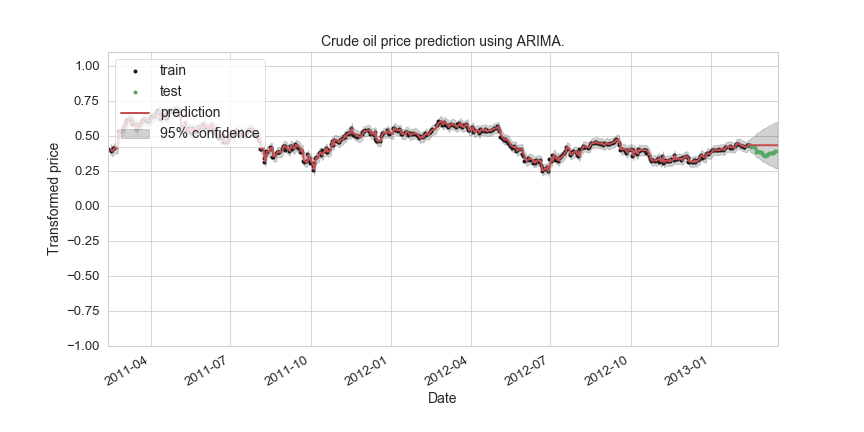 Crude oil price prediction using ARIMA.
train
test
prediction
95% confidence
1.00
0.75
0.50
0.25
0.00
−0.25
−0.50
−0.75
−1.00
Transformed price
2011-04
2011-07
2011-10
2012-01
2012-04
2012-07
2012-10
2013-01
Date